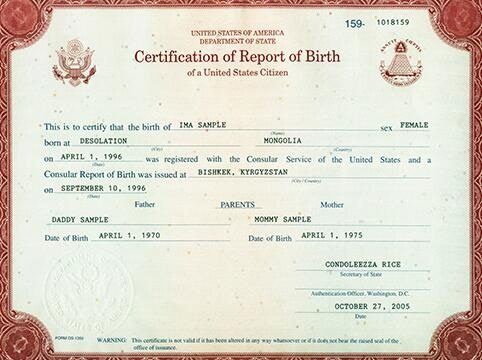 159- 1018159
UNITED STATES OF AMERICA
DEPARTMENT OF STATE
Certification of Report of Birth
of a United States Citizen
ANNUIT CŒPTIS
This is to certify that the birth of IMA SAMPLE sex FEMALE
(Name)
born at DESOLATION MONGOLIA
(City) (Country)
on APRIL 1, 1996 was registered with the Consular Service of the United States and a
(Date)
Consular Report of Birth was issued at BISHKEK, KYRGYZSTAN
(City / Country)
on SEPTEMBER 10, 1996
(Date)
Father PARENTS Mother
DADDY SAMPLE MOMMY SAMPLE
Date of Birth APRIL 1, 1970 Date of Birth APRIL 1, 1975
CONDOLEEZZA RICE
Secretary of State
Authentication Officer, Washington, D.C.
OCTOBER 27, 2005
Date
FORM DS-1350 WARNING: This certificate is not valid if it has been altered in any way whatsoever or if it does not bear the raised seal of the
office of issuance.